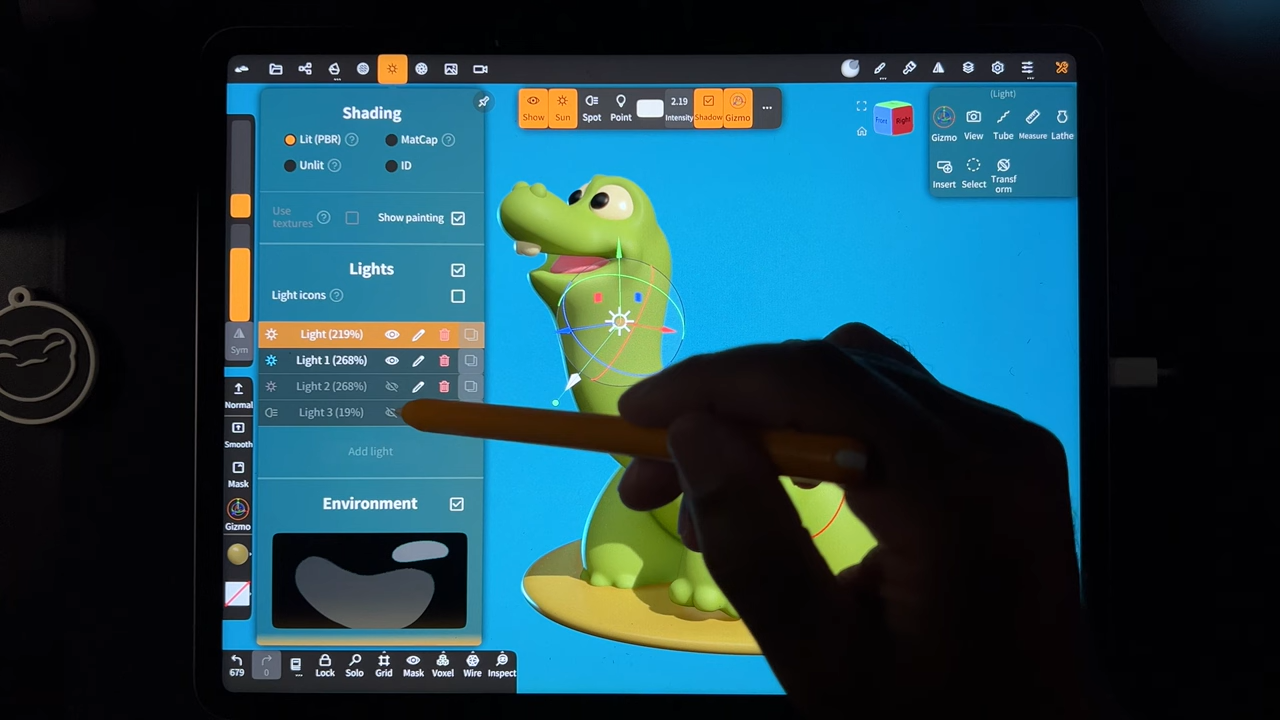 Shading
Lit (PBR) ?
MatCap ?
Unlit ?
ID
Use textures ?
Show painting
Lights
Light icons ?
Light (219%)
Light 1 (268%)
Light 2 (268%)
Light 3 (19%)
Add light
Environment
Sym
Normal
Smooth
Mask
Gizmo
Show
Sun
Spot
Point
2.19
Intensity
Shadow
Gizmo
...
Front
Right
(Light)
Gizmo
View
Tube
Measure
Lathe
Insert
Select
Transf
orm
679
0
...
Lock
Solo
Grid
Mask
Voxel
Wire
Inspect